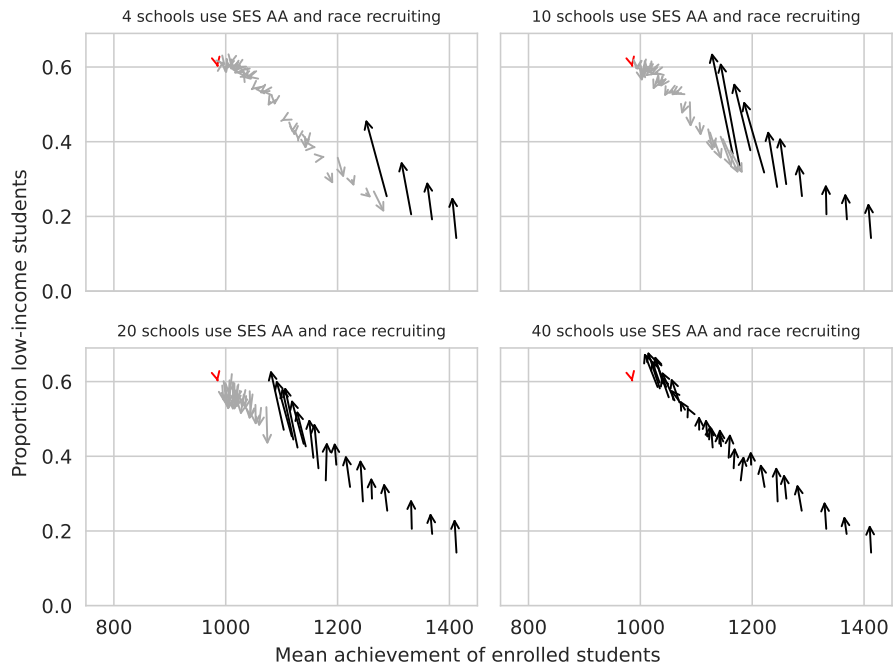 4 schools use SES AA and race recruiting
10 schools use SES AA and race recruiting
0.6
0.4
0.2
0.0
20 schools use SES AA and race recruiting
40 schools use SES AA and race recruiting
0.6
0.4
0.2
0.0
800
1000
1200
1400
800
1000
1200
1400
Proportion low-income students
Mean achievement of enrolled students